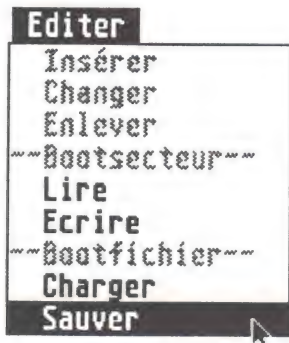 Editer
Insérer
Changer
Enlever
~~Bootsecteur~~
Lire
Ecrire
~~Bootfichier~~
Charger
Sauver